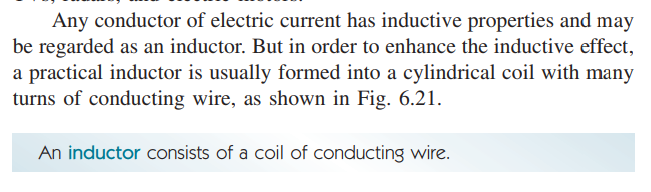 Any conductor of electric current has inductive properties and may
be regarded as an inductor. But in order to enhance the inductive effect,
a practical inductor is usually formed into a cylindrical coil with many
turns of conducting wire, as shown in Fig. 6.21.
An inductor consists of a coil of conducting wire.